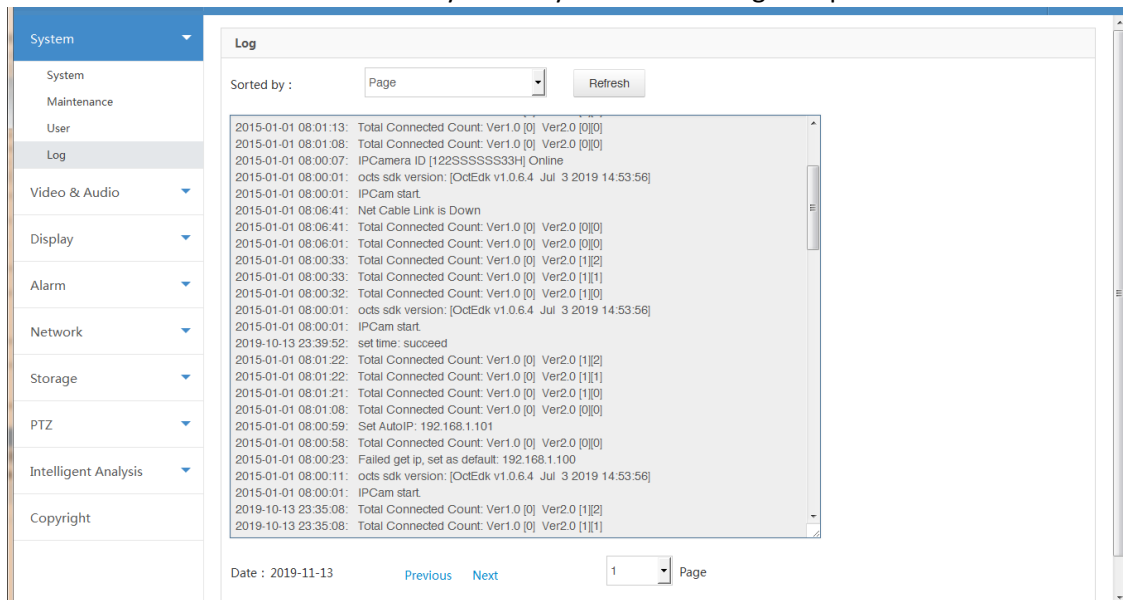 System
System
Maintenance
User
Log
Video & Audio
Display
Alarm
Network
Storage
PTZ
Intelligent Analysis
Copyright
Log
Sorted by :
Page
Refresh
2015-01-01 08:01:13: Total Connected Count: Ver1.0 [0] Ver2.0 [0][0]
2015-01-01 08:01:08: Total Connected Count: Ver1.0 [0] Ver2.0 [0][0]
2015-01-01 08:00:07: IPCamera ID [122SSSSSS33H] Online
2015-01-01 08:00:01: octs sdk version: [OctEdk v1.0.6.4 Jul 3 2019 14:53:56]
2015-01-01 08:00:01: IPCam start.
2015-01-01 08:06:41: Net Cable Link is Down
2015-01-01 08:06:41: Total Connected Count: Ver1.0 [0] Ver2.0 [0][0]
2015-01-01 08:06:01: Total Connected Count: Ver1.0 [0] Ver2.0 [0][0]
2015-01-01 08:00:33: Total Connected Count: Ver1.0 [0] Ver2.0 [1][2]
2015-01-01 08:00:33: Total Connected Count: Ver1.0 [0] Ver2.0 [1][1]
2015-01-01 08:00:32: Total Connected Count: Ver1.0 [0] Ver2.0 [1][0]
2015-01-01 08:00:01: octs sdk version: [OctEdk v1.0.6.4 Jul 3 2019 14:53:56]
2015-01-01 08:00:01: IPCam start.
2019-10-13 23:39:52: set time: succeed
2015-01-01 08:01:22: Total Connected Count: Ver1.0 [0] Ver2.0 [1][2]
2015-01-01 08:01:22: Total Connected Count: Ver1.0 [0] Ver2.0 [1][1]
2015-01-01 08:01:21: Total Connected Count: Ver1.0 [0] Ver2.0 [1][0]
2015-01-01 08:01:08: Total Connected Count: Ver1.0 [0] Ver2.0 [0][0]
2015-01-01 08:00:59: Set AutoIP: 192.168.1.101
2015-01-01 08:00:58: Total Connected Count: Ver1.0 [0] Ver2.0 [0][0]
2015-01-01 08:00:23: Failed get ip, set as default: 192.168.1.100
2015-01-01 08:00:11: octs sdk version: [OctEdk v1.0.6.4 Jul 3 2019 14:53:56]
2015-01-01 08:00:01: IPCam start.
2019-10-13 23:35:08: Total Connected Count: Ver1.0 [0] Ver2.0 [1][2]
2019-10-13 23:35:08: Total Connected Count: Ver1.0 [0] Ver2.0 [1][1]
Date : 2019-11-13 Previous Next 1 Page